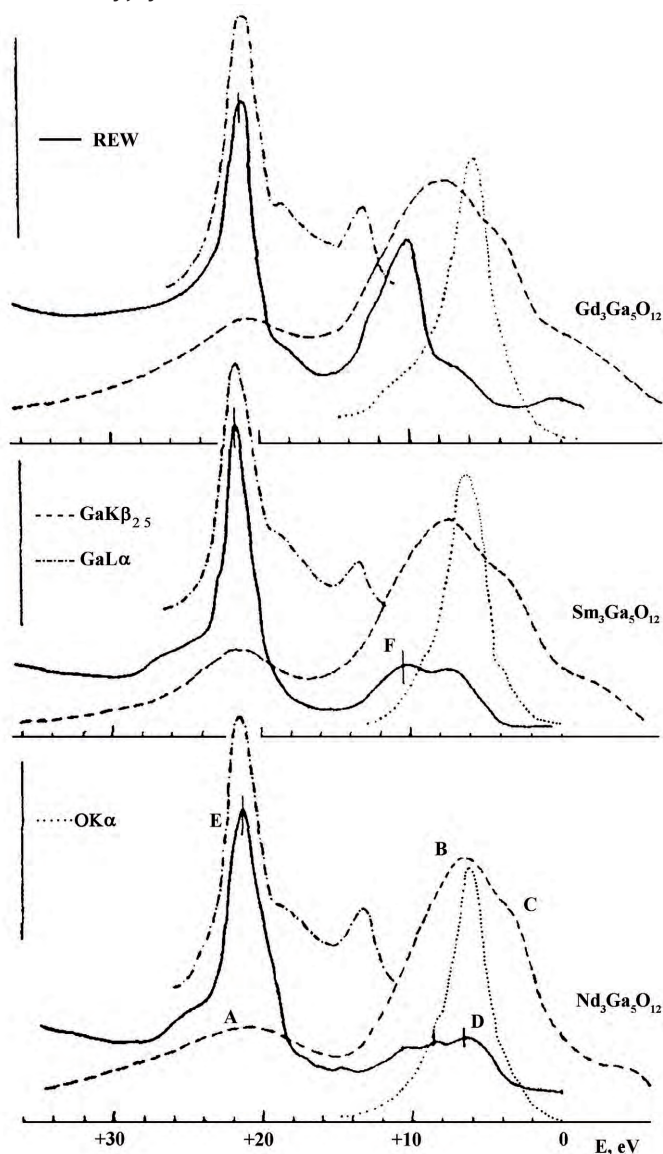 REW
Gd₃Ga₅O₁₂
GaKβ₂ ₅
GaLα
F
Sm₃Ga₅O₁₂
OKα
E
B
C
Nd₃Ga₅O₁₂
A
D
+30 +20 +10 0 E, eV